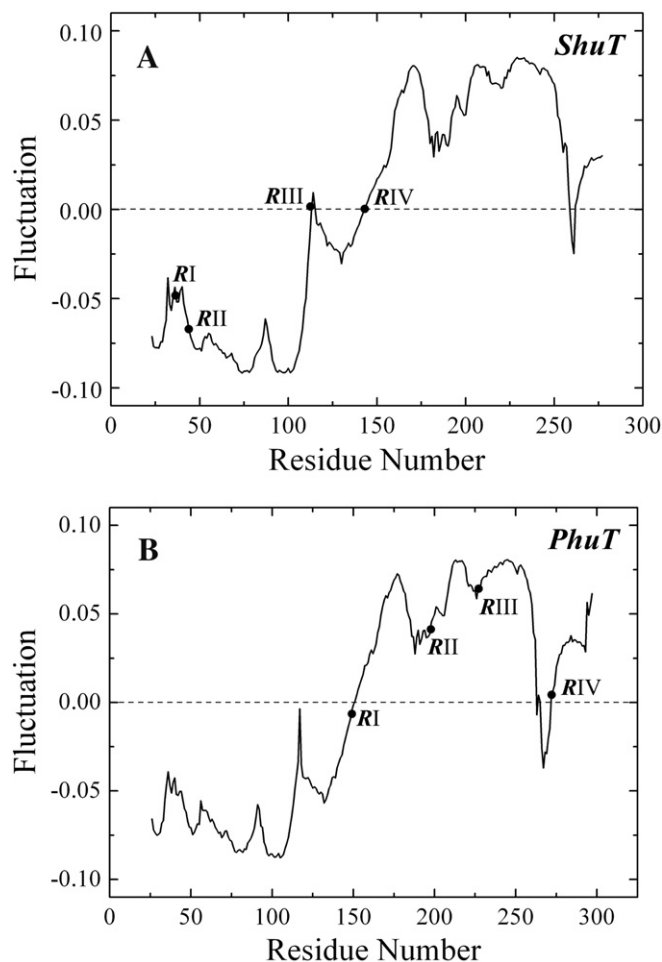 A
ShuT
0.10
0.05
0.00
-0.05
-0.10
Fluctuation
RI
RII
RIII
RIV
0 50 100 150 200 250 300
Residue Number
B
PhuT
0.10
0.05
0.00
-0.05
-0.10
Fluctuation
RI
RII
RIII
RIV
0 50 100 150 200 250 300
Residue Number